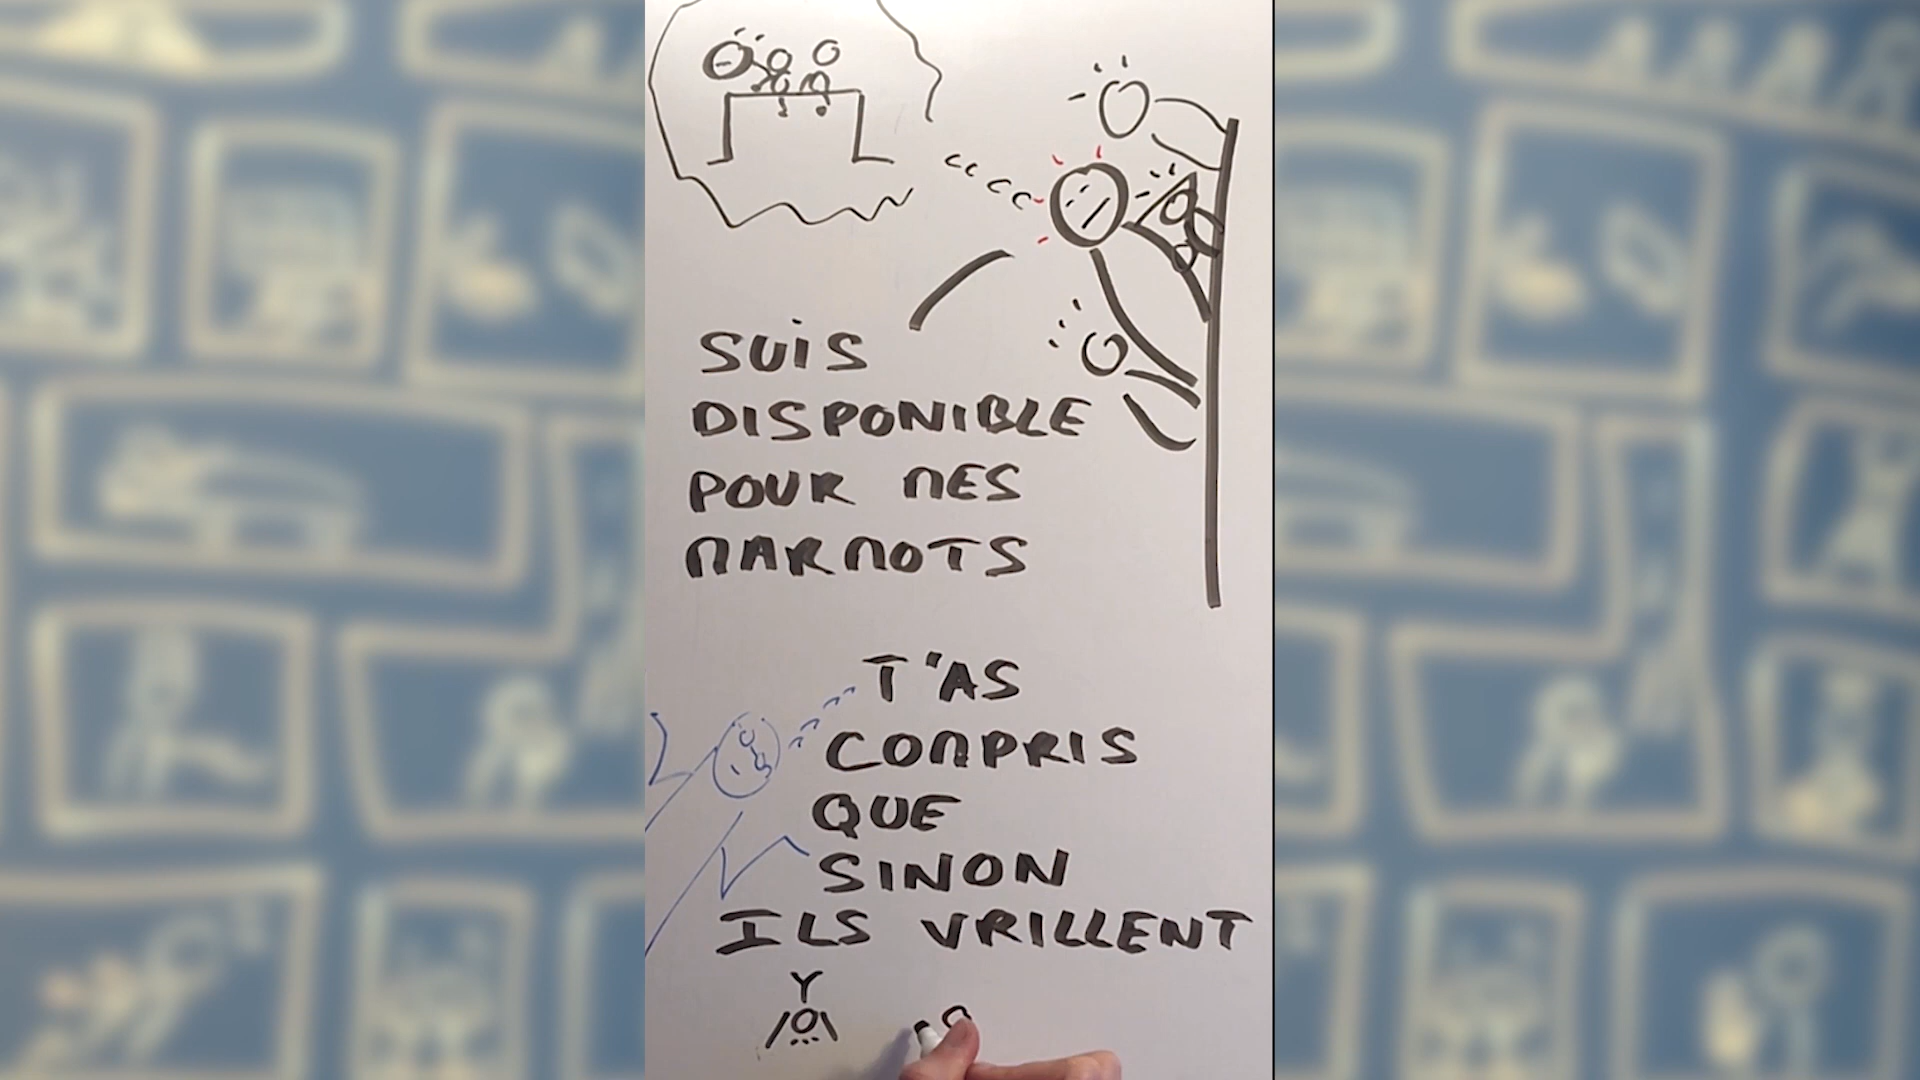 SUIS
DISPONIBLE
POUR MES
MARMOTS
T'AS
COMPRIS
QUE
SINON
ILS VRILLENT